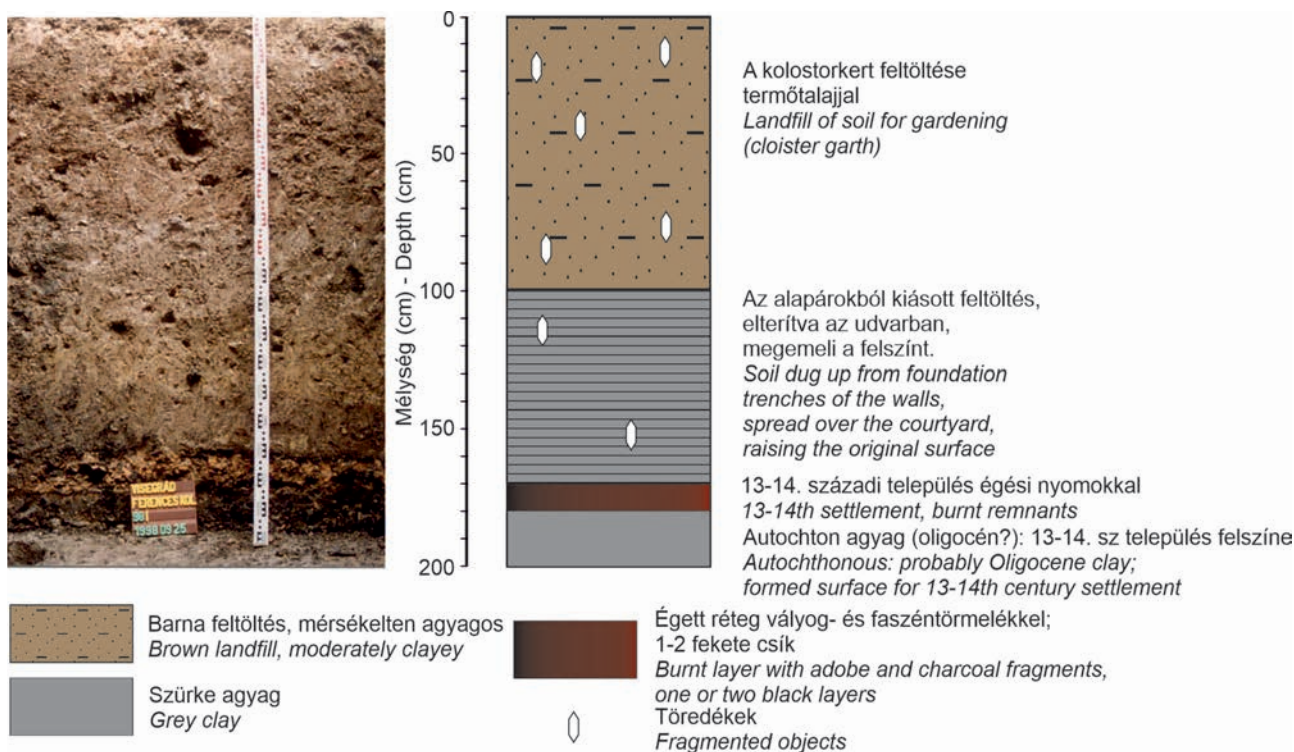 VISEGRÁD
FERENCES KOL.
98
1998 09 25
0
50
100
150
200
Mélység (cm) - Depth (cm)
A kolostorkert feltöltése
termőtalajjal
Landfill of soil for gardening
(cloister garth)
Az alapárokból kiásott feltöltés,
elterítva az udvarban,
megemeli a felszínt.
Soil dug up from foundation
trenches of the walls,
spread over the courtyard,
raising the original surface
13-14. századi település égési nyomokkal
13-14th settlement, burnt remnants
Autochton agyag (oligocén?): 13-14. sz település felszíne
Autochthonous: probably Oligocene clay;
formed surface for 13-14th century settlement
Barna feltöltés, mérsékelten agyagos
Brown landfill, moderately clayey
Szürke agyag
Grey clay
Égett réteg vályog- és faszéntörmelékkel;
1-2 fekete csík
Burnt layer with adobe and charcoal fragments,
one or two black layers
Töredékek
Fragmented objects